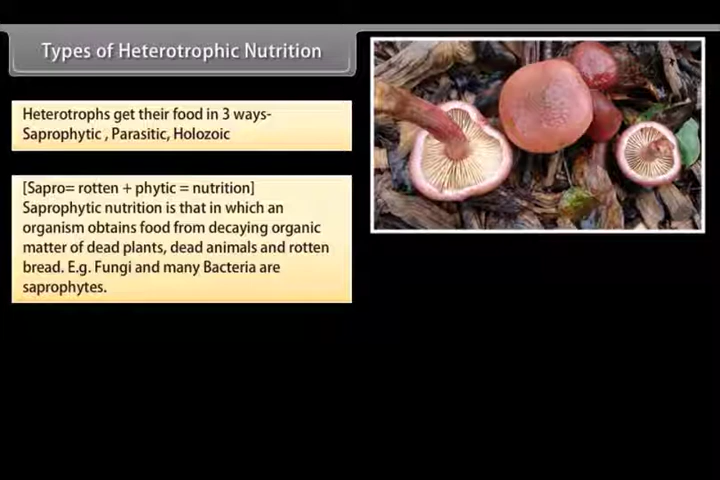 Types of Heterotrophic Nutrition
Heterotrophs get their food in 3 ways-
Saprophytic , Parasitic, Holozoic
[Sapro= rotten + phytic = nutrition]
Saprophytic nutrition is that in which an
organism obtains food from decaying organic
matter of dead plants, dead animals and rotten
bread. E.g. Fungi and many Bacteria are
saprophytes.